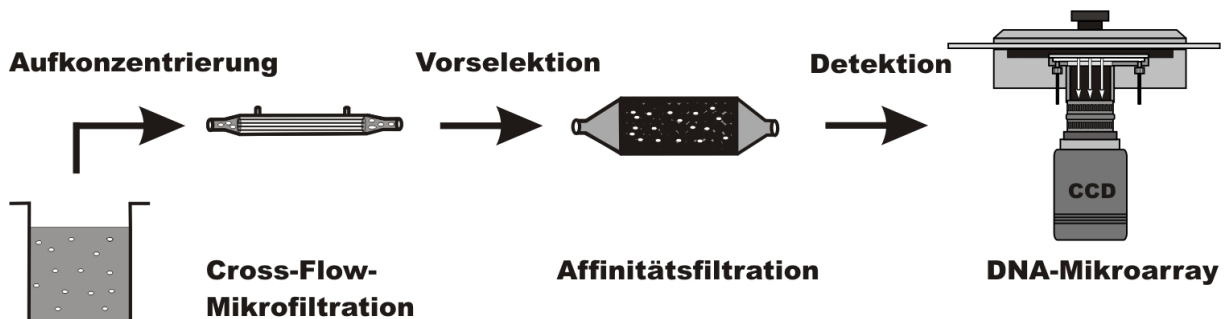 Aufkonzentrierung
Vorselektion
Detektion
CCD
Cross-Flow-
Mikrofiltration
Affinitätsfiltration
DNA-Mikroarray